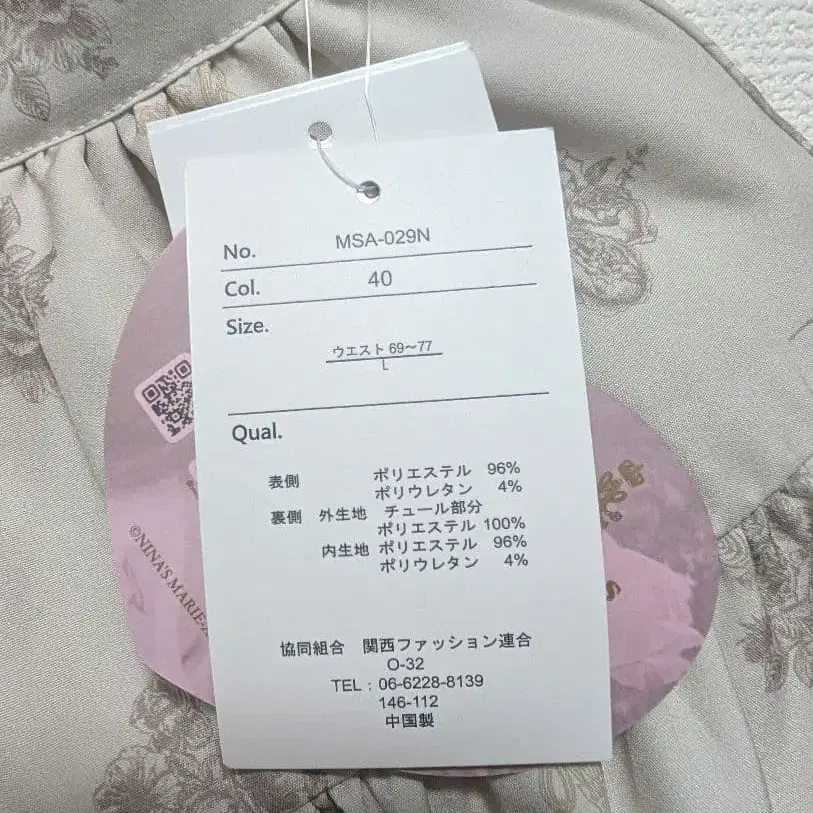 No. MSA-029N
Col. 40
Size.
ウエスト 69～77
L
Qual.
表側 ポリエステル 96%
ポリウレタン 4%
裏側 外生地 チュール部分
ポリエステル 100%
内生地 ポリエステル 96%
ポリウレタン 4%
協同組合 関西ファッション連合
O-32
TEL：06-6228-8139
146-112
中国製
©NINA'S MARIE-